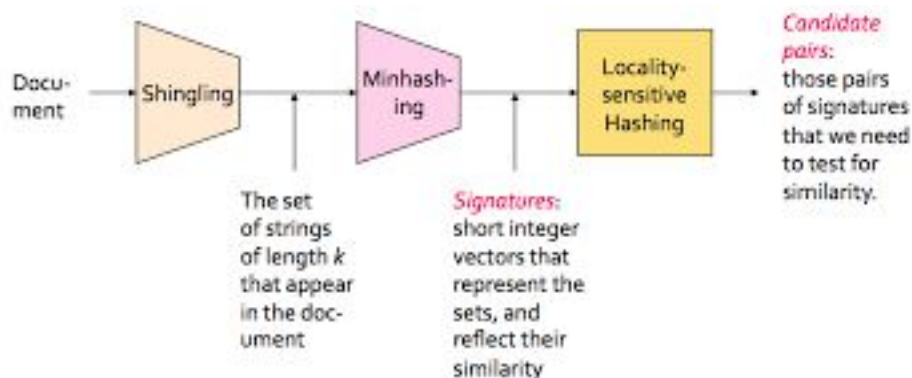 Docu-
ment
Shingling
Minhash-
ing
Locality-
sensitive
Hashing
Candidate
pairs:
those pairs
of signatures
that we need
to test for
similarity.
The set
of strings
of length k
that appear
in the doc-
ument
Signatures:
short integer
vectors that
represent the
sets, and
reflect their
similarity